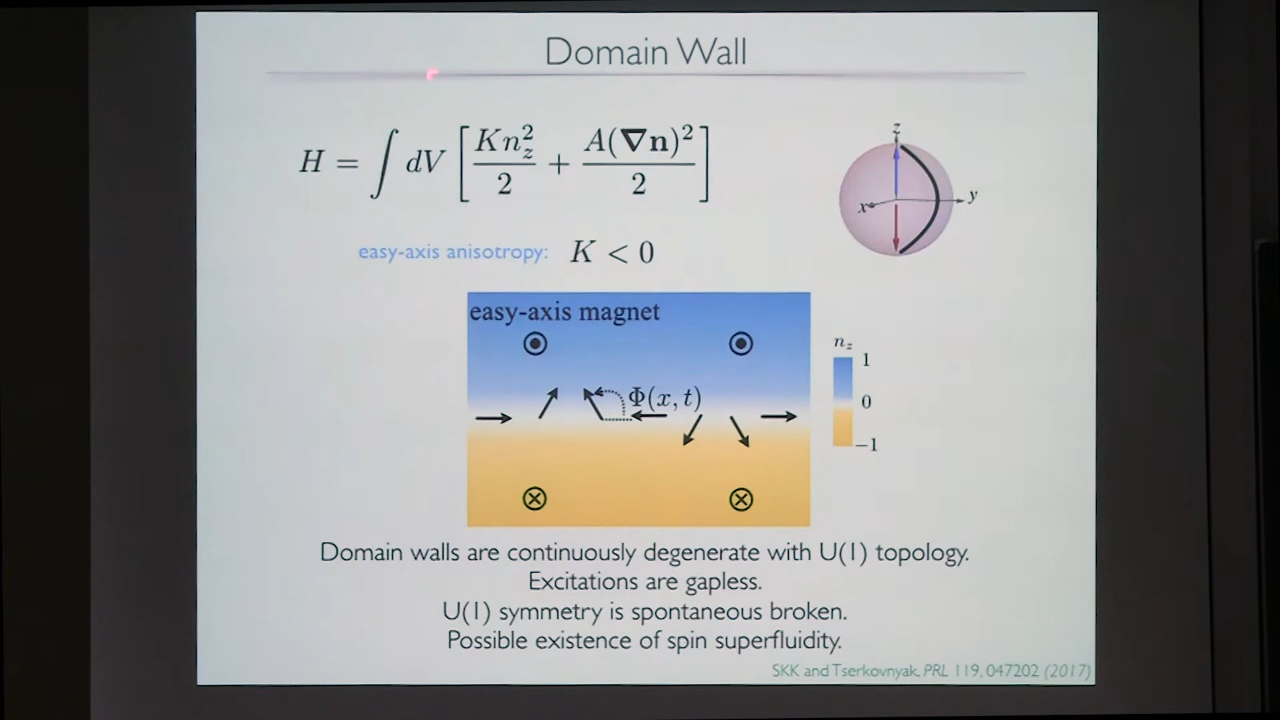 Domain Wall
H = ∫ dV [ Kn_z^2 / 2 + A(∇n)^2 / 2 ]
z
y
x
easy-axis anisotropy: K < 0
easy-axis magnet
n_z
1
Φ(x, t)
0
−1
Domain walls are continuously degenerate with U(1) topology.
Excitations are gapless.
U(1) symmetry is spontaneous broken.
Possible existence of spin superfluidity.
SKK and Tserkovnyak, PRL 119, 047202 (2017)